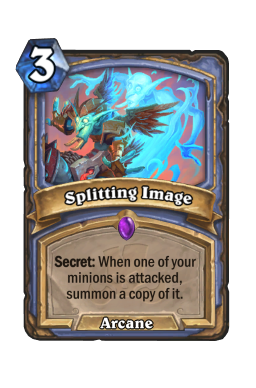 3
Splitting Image
Secret: When one of your
minions is attacked,
summon a copy of it.
Arcane